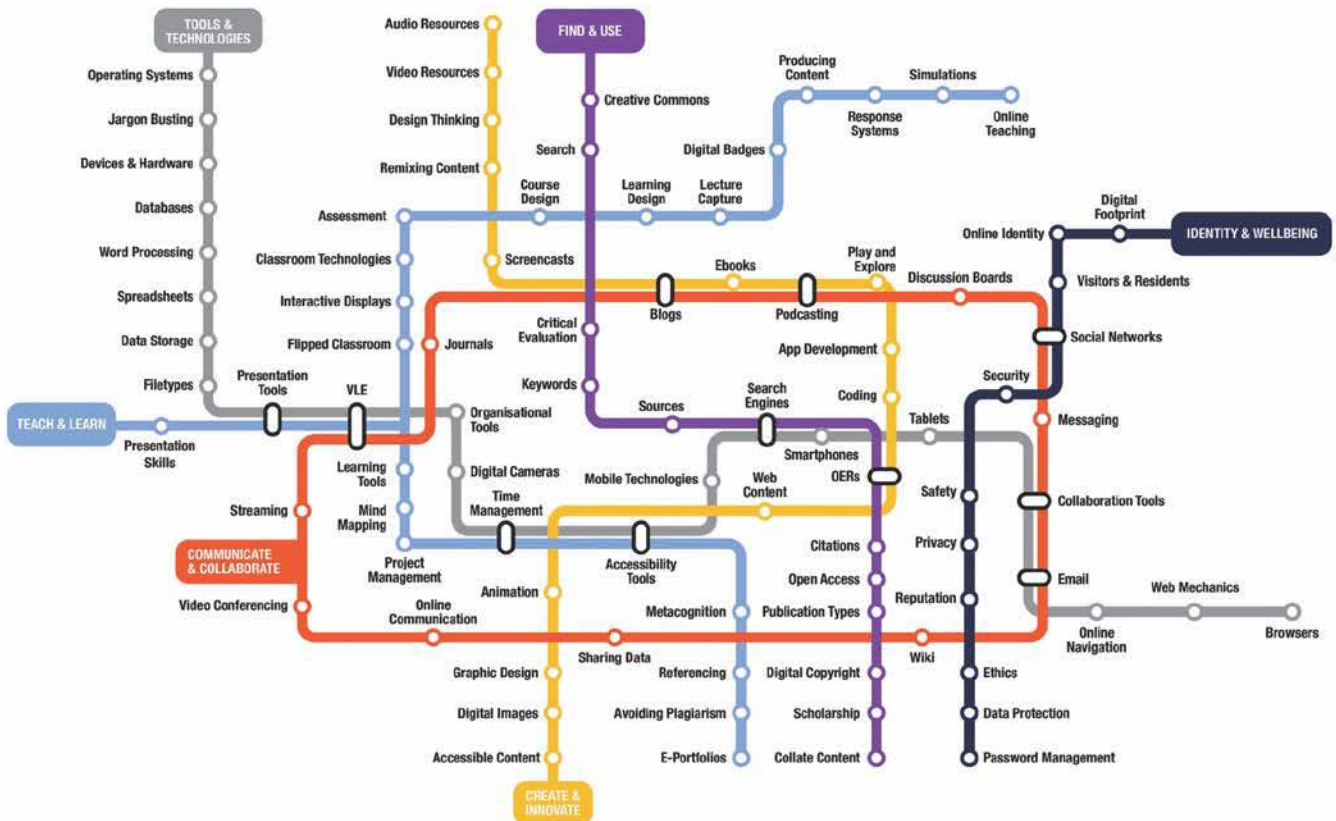 TOOLS &
TECHNOLOGIES
Operating Systems
Jargon Busting
Devices & Hardware
Databases
Word Processing
Spreadsheets
Data Storage
Filetypes
Presentation
Tools
VLE
Organisational
Tools
Digital Cameras
Time
Management
Accessibility
Tools
Mobile Technologies
Search
Engines
Smartphones
Tablets
Collaboration Tools
Email
Online
Navigation
Web Mechanics
Browsers
Audio Resources
Video Resources
Design Thinking
Remixing Content
Screencasts
Blogs
Ebooks
Podcasting
Play and
Explore
App Development
Coding
OERs
Web
Content
Animation
Graphic Design
Digital Images
Accessible Content
CREATE &
INNOVATE
FIND & USE
Creative Commons
Search
Critical
Evaluation
Keywords
Sources
Citations
Open Access
Publication Types
Digital Copyright
Scholarship
Collate Content
TEACH & LEARN
Presentation
Skills
Assessment
Classroom Technologies
Interactive Displays
Flipped Classroom
Learning
Tools
Mind
Mapping
Project
Management
Metacognition
Referencing
Avoiding Plagiarism
E-Portfolios
Course
Design
Learning
Design
Lecture
Capture
Digital Badges
Producing
Content
Response
Systems
Simulations
Online
Teaching
COMMUNICATE
& COLLABORATE
Streaming
Journals
Discussion Boards
Social Networks
Messaging
Video Conferencing
Online
Communication
Sharing Data
Wiki
IDENTITY & WELLBEING
Digital
Footprint
Online Identity
Visitors & Residents
Security
Safety
Privacy
Reputation
Ethics
Data Protection
Password Management